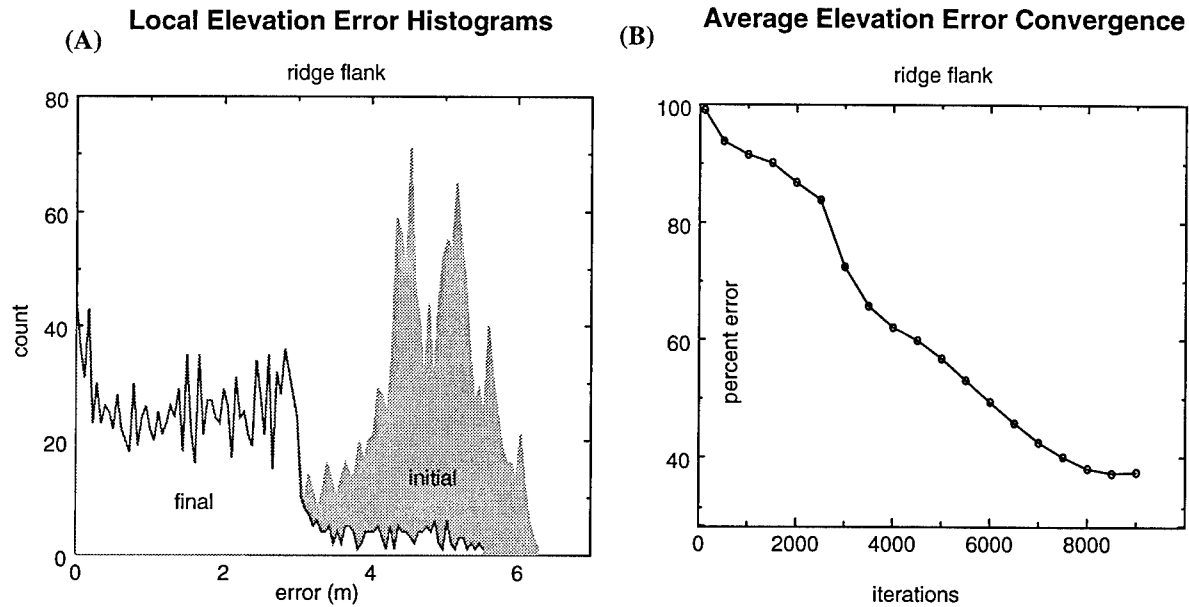 Local Elevation Error Histograms
(A)
ridge flank
80
60
40
20
0
count
final
initial
0 2 4 6
error (m)
Average Elevation Error Convergence
(B)
ridge flank
100
80
60
40
percent error
0 2000 4000 6000 8000
iterations